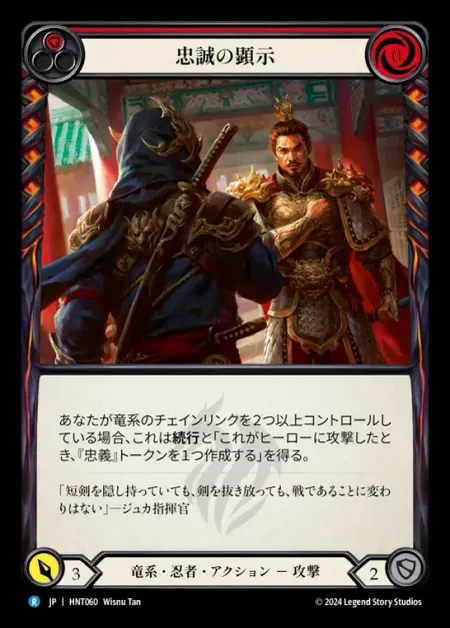 忠誠の顕示
0
あなたが竜系のチェインリンクを2つ以上コントロールし
ている場合、これは続行と「これがヒーローに攻撃したと
き、『忠義』トークンを1つ作成する」を得る。
「短剣を隠し持っていても、剣を抜き放っても、戦であることに変わ
りはない」―ジュカ指揮官
3
竜系・忍者・アクション － 攻撃
2
R JP | HNT060 Wisnu Tan
© 2024 Legend Story Studios